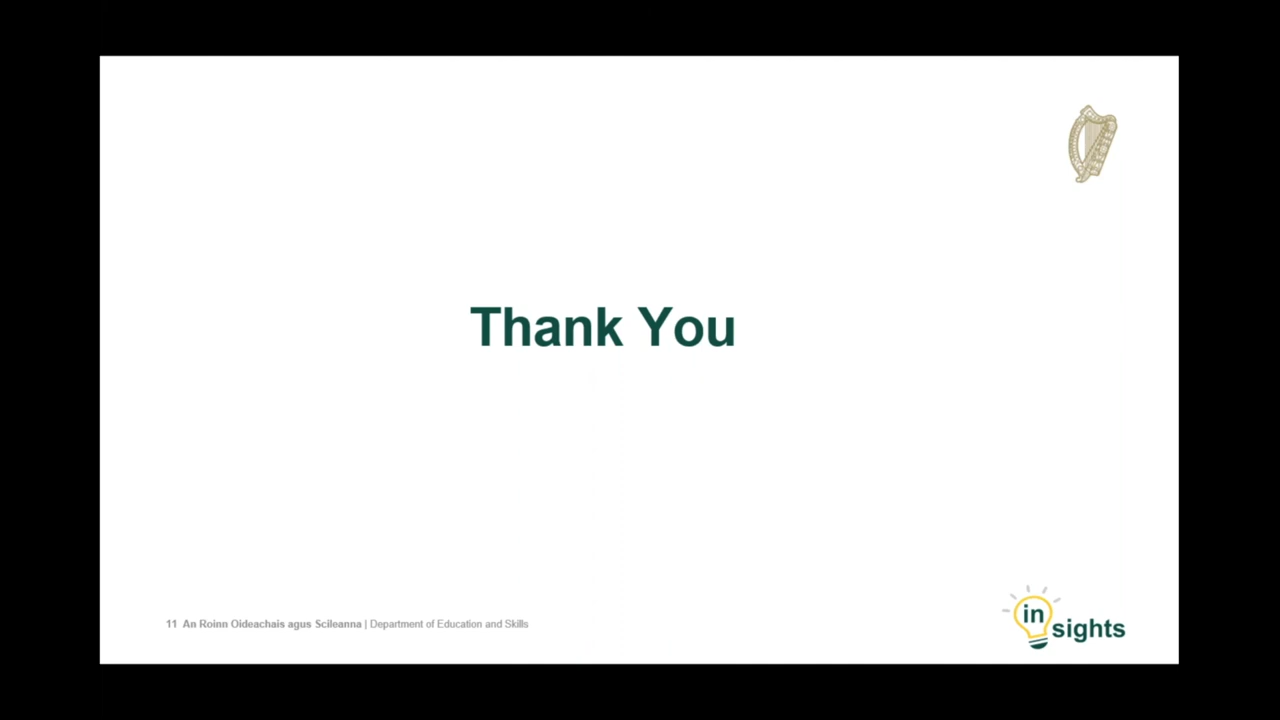 Thank You
11 An Roinn Oideachais agus Scileanna | Department of Education and Skills
in
sights